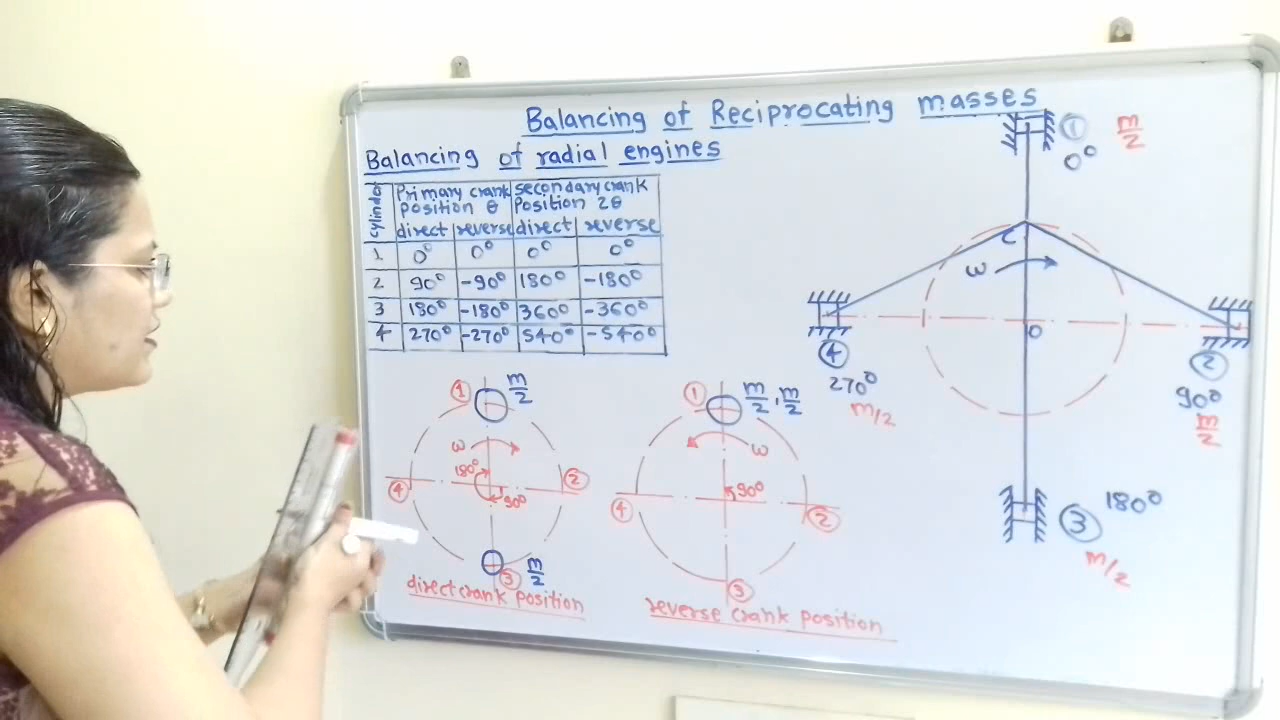 Balancing of Reciprocating masses
Balancing of radial engines
cylinder
Primary crank position θ
secondary crank Position 2θ
direct reverse direct reverse
1 0° 0° 0° 0°
2 90° -90° 180° -180°
3 180° -180° 360° -360°
4 270° -270° 540° -540°
① m/2
ω
180°
90°
④ ②
③ m/2
direct crank position
① m/2, m/2
ω
90°
④ ②
③
reverse crank position
① m/2
0°
C
ω
O
④
270°
m/2
②
90°
m/2
③ 180°
m/2